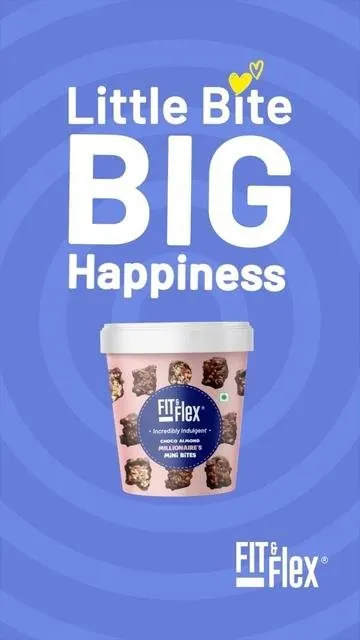 Little Bite
BIG
Happiness
FIT & Flex®
• Incredibly Indulgent •
CHOCO ALMOND
MILLIONAIRE'S
MINI BITES
FIT & Flex®